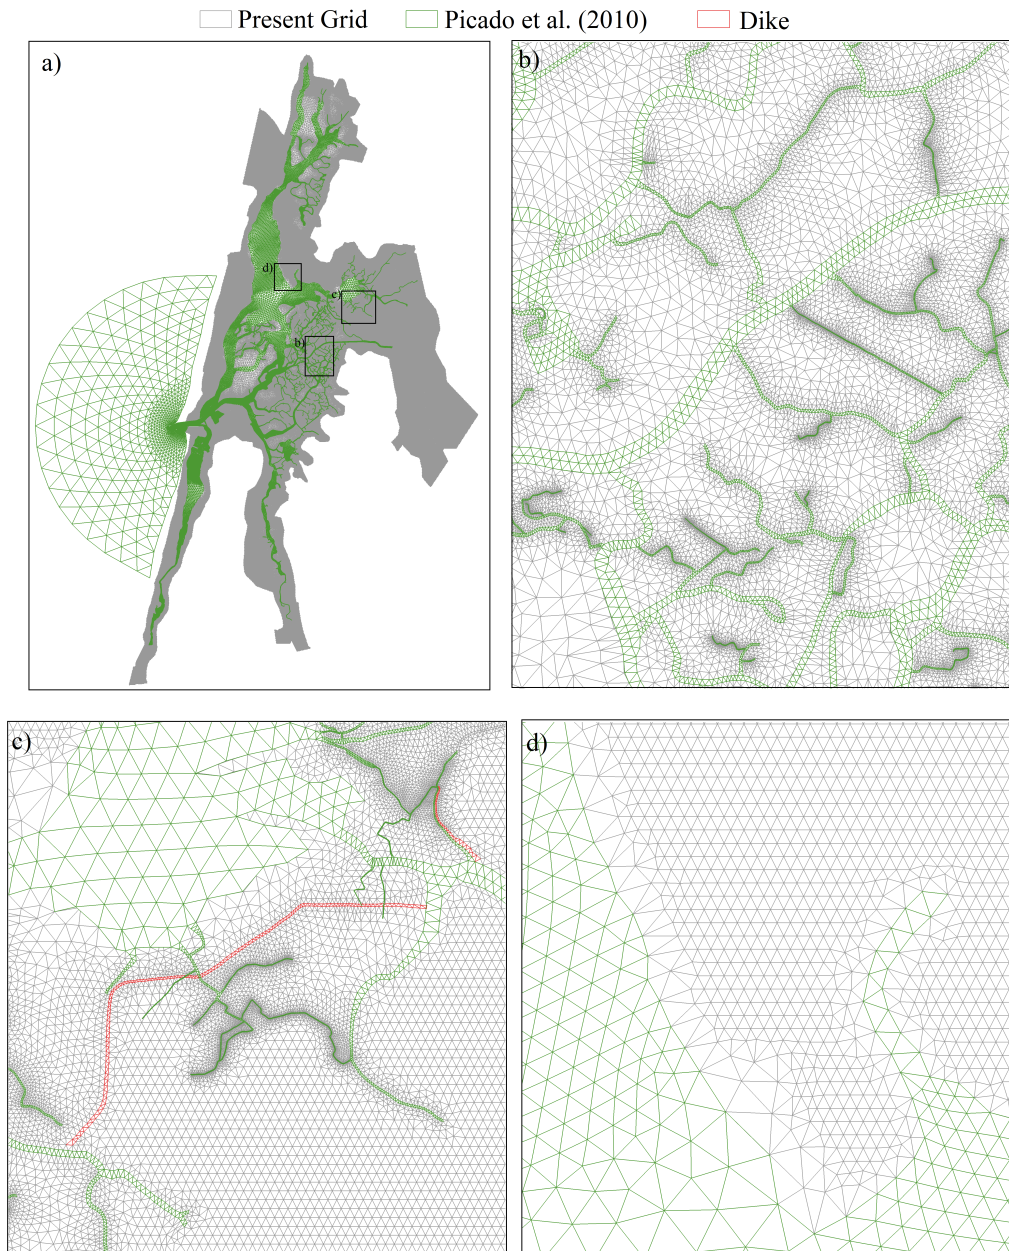 Present Grid Picado et al. (2010) Dike
a)
b)
d)
c)
b)
c)
d)